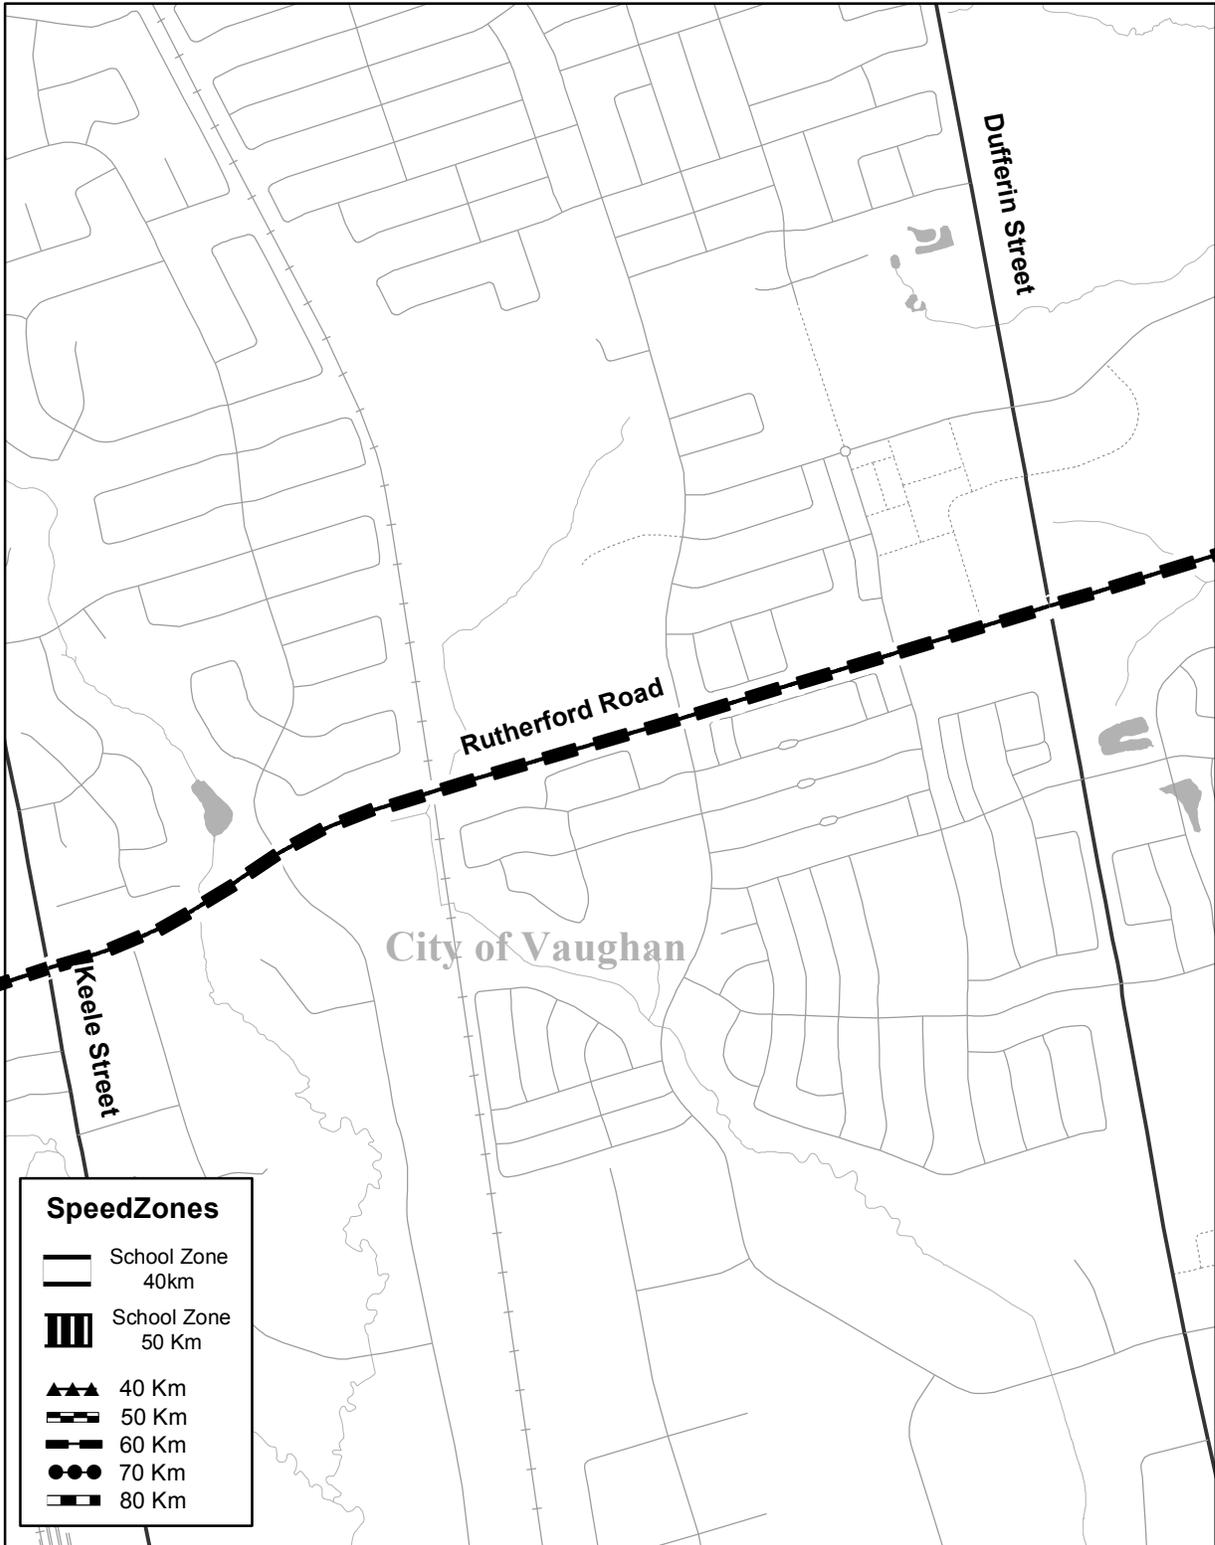 Dufferin Street
Rutherford Road
City of Vaughan
Keele Street
SpeedZones
School Zone
40km
School Zone
50 Km
40 Km
50 Km
60 Km
70 Km
80 Km